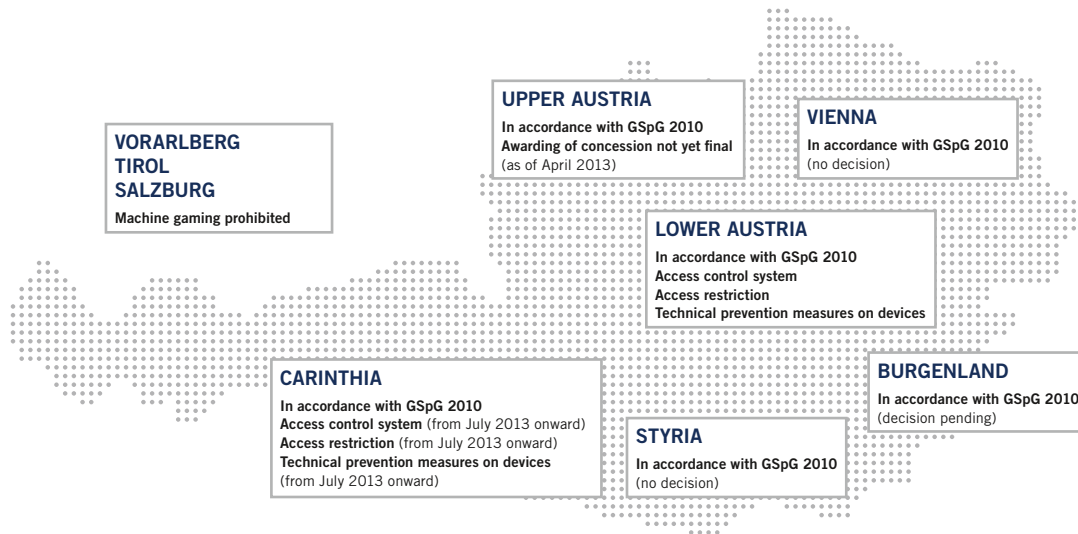 VORARLBERG
TIROL
SALZBURG
Machine gaming prohibited
UPPER AUSTRIA
In accordance with GSpG 2010
Awarding of concession not yet final
(as of April 2013)
VIENNA
In accordance with GSpG 2010
(no decision)
LOWER AUSTRIA
In accordance with GSpG 2010
Access control system
Access restriction
Technical prevention measures on devices
CARINTHIA
In accordance with GSpG 2010
Access control system (from July 2013 onward)
Access restriction (from July 2013 onward)
Technical prevention measures on devices
(from July 2013 onward)
STYRIA
In accordance with GSpG 2010
(no decision)
BURGENLAND
In accordance with GSpG 2010
(decision pending)